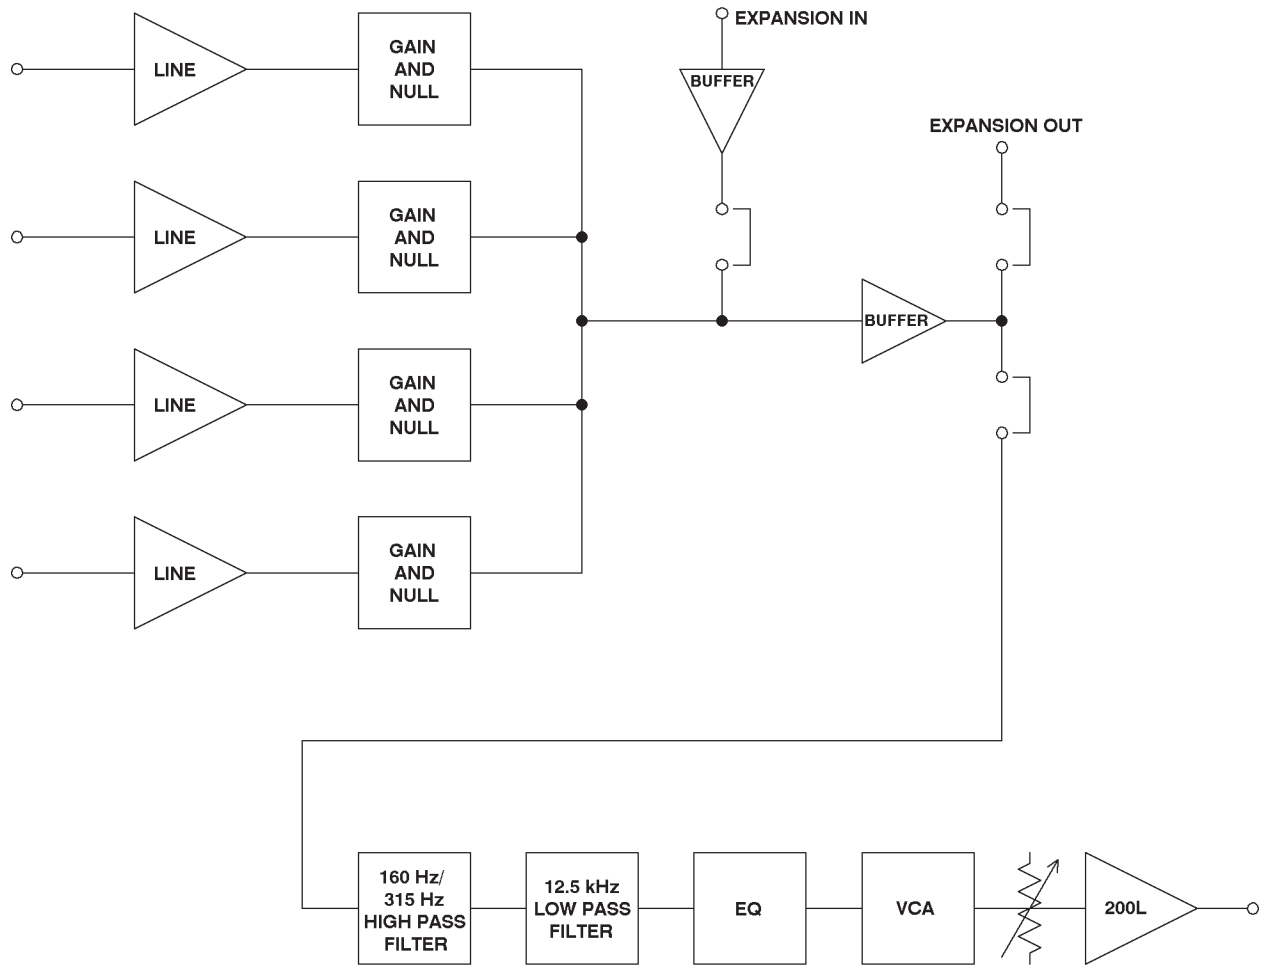 LINE
GAIN
AND
NULL
EXPANSION IN
BUFFER
EXPANSION OUT
LINE
GAIN
AND
NULL
BUFFER
LINE
GAIN
AND
NULL
LINE
GAIN
AND
NULL
160 Hz/
315 Hz
HIGH PASS
FILTER
12.5 kHz
LOW PASS
FILTER
EQ
VCA
200L